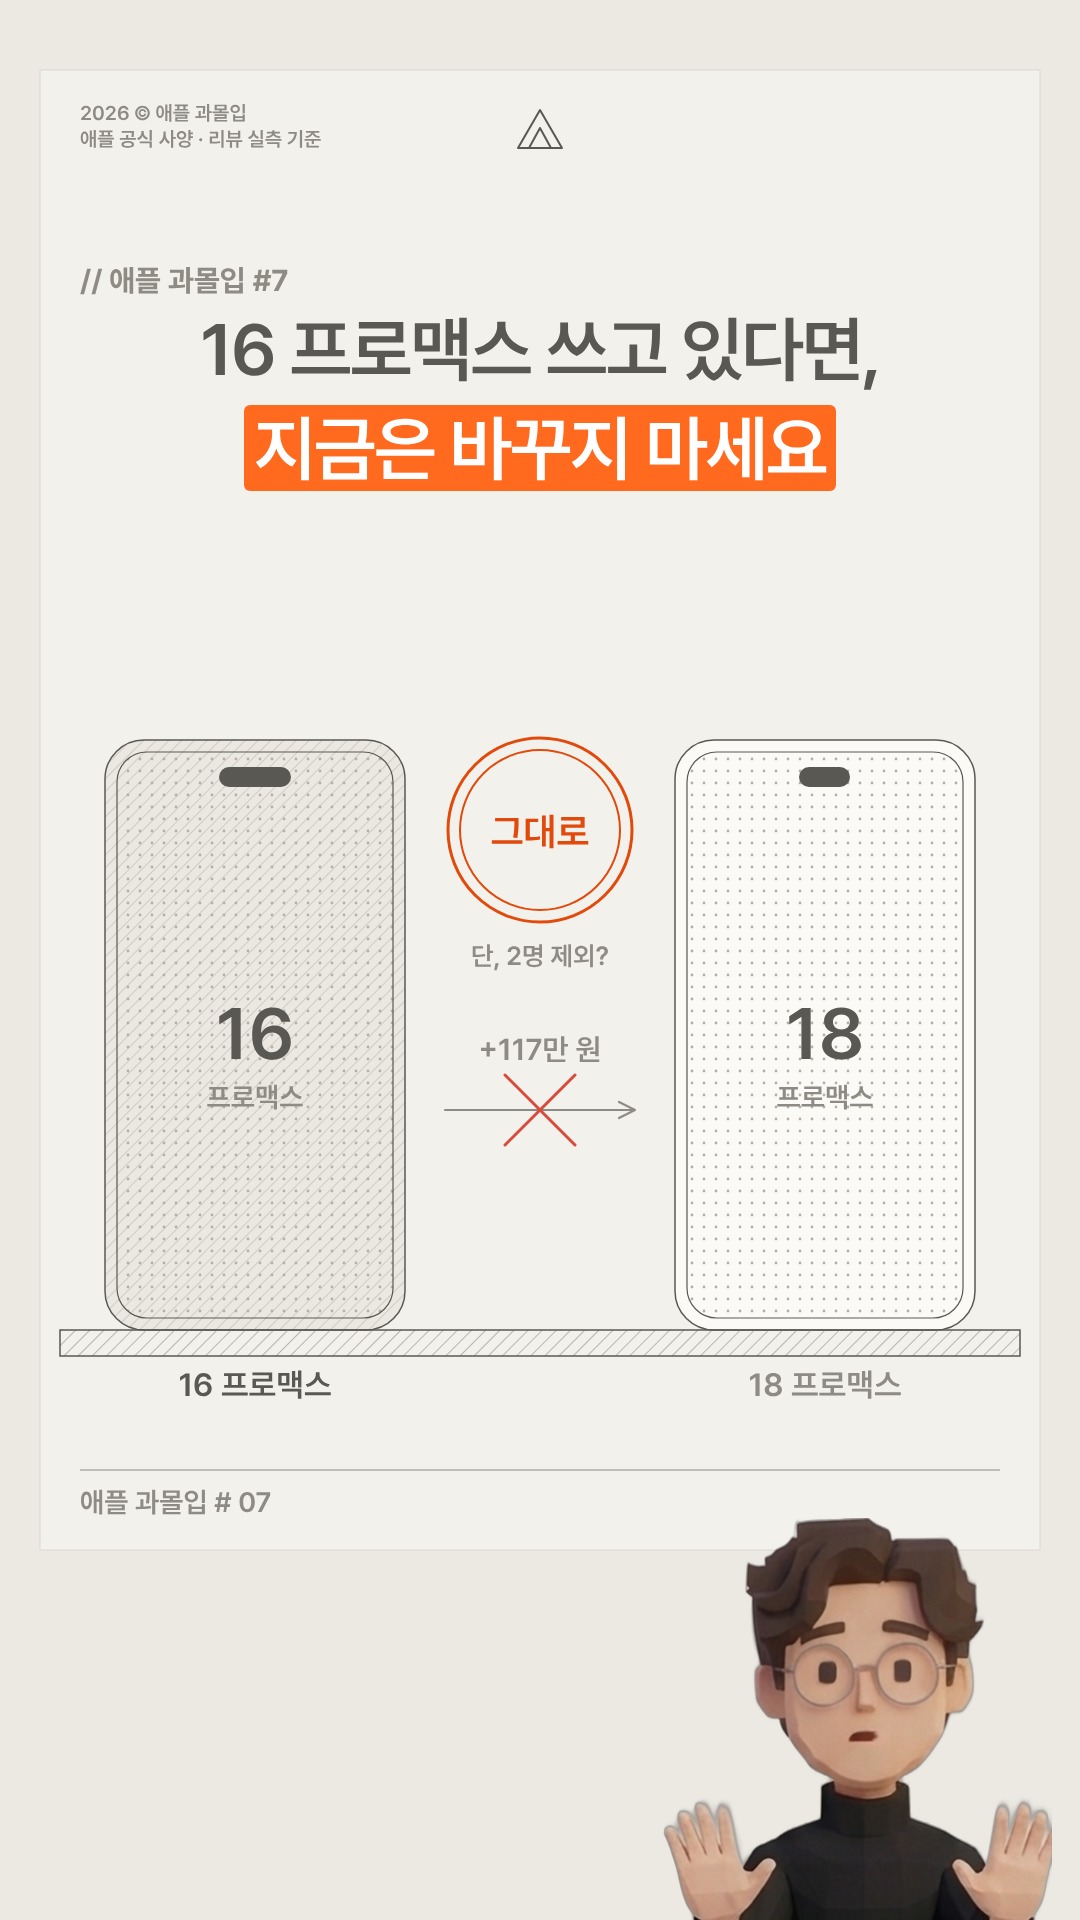 2026 © 애플 과몰입
애플 공식 사양 · 리뷰 실측 기준
// 애플 과몰입 #7
16 프로맥스 쓰고 있다면,
지금은 바꾸지 마세요
그대로
단, 2명 제외?
+117만 원
16
프로맥스
18
프로맥스
16 프로맥스
18 프로맥스
애플 과몰입 # 07